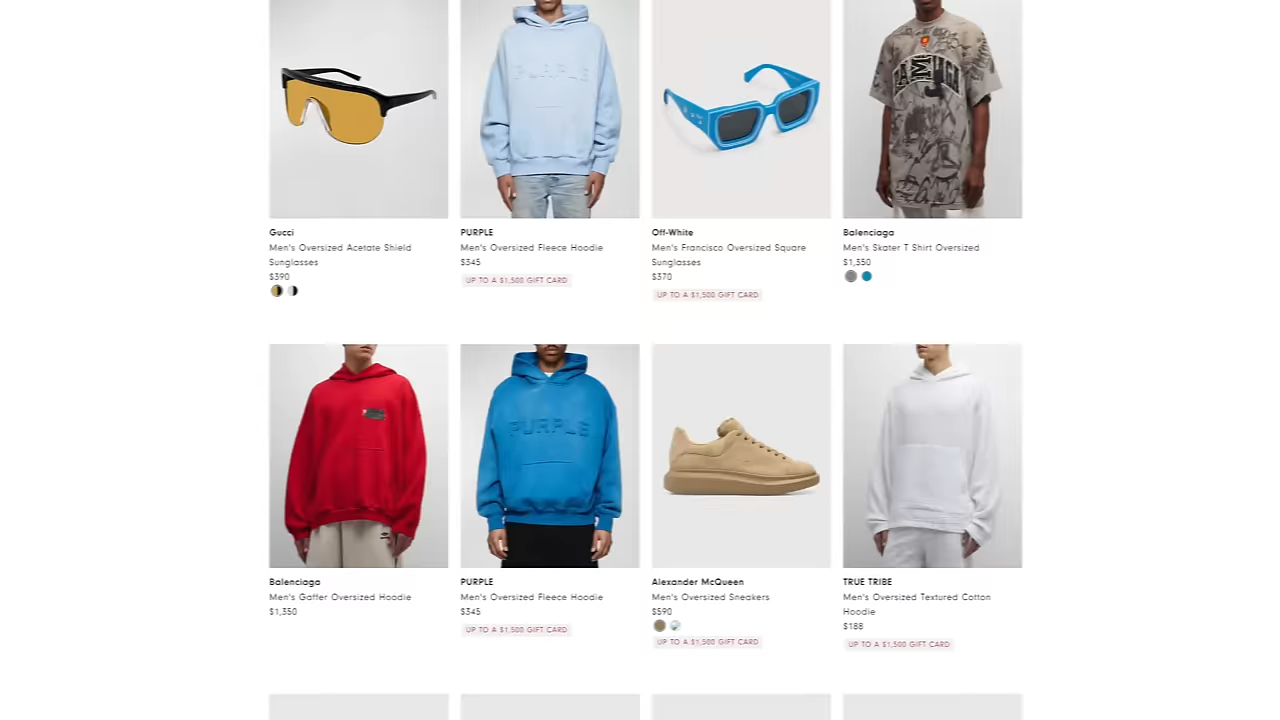 PURPLE
Gucci
Men's Oversized Acetate Shield
Sunglasses
$390
PURPLE
Men's Oversized Fleece Hoodie
$345
UP TO A $1,500 GIFT CARD
Off-White
Men's Francisco Oversized Square
Sunglasses
$370
UP TO A $1,500 GIFT CARD
Balenciaga
Men's Skater T Shirt Oversized
$1,350
PURPLE
Balenciaga
Men's Gaffer Oversized Hoodie
$1,350
PURPLE
Men's Oversized Fleece Hoodie
$345
UP TO A $1,500 GIFT CARD
Alexander McQueen
Men's Oversized Sneakers
$590
UP TO A $1,500 GIFT CARD
TRUE TRIBE
Men's Oversized Textured Cotton
Hoodie
$188
UP TO A $1,500 GIFT CARD